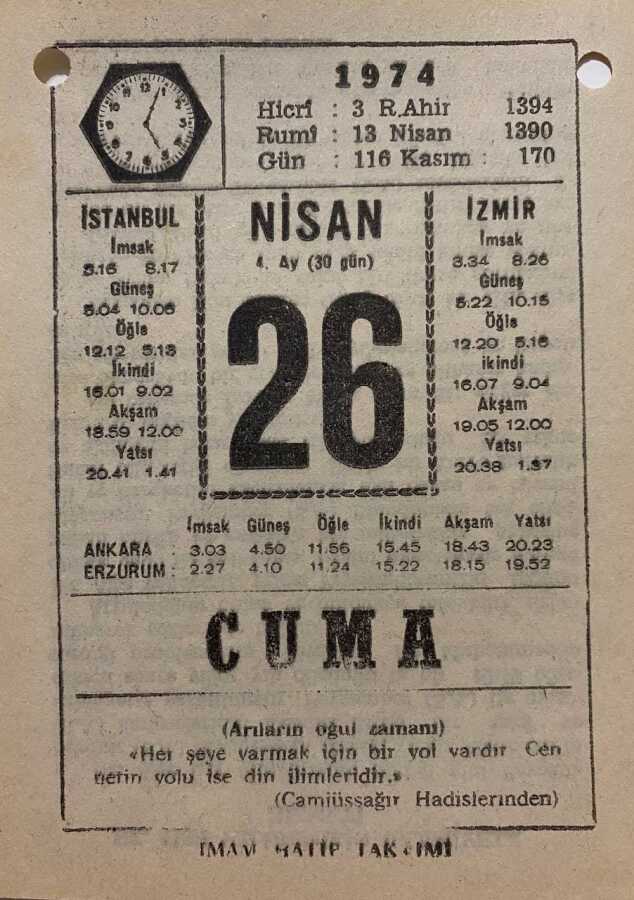 1974
Hicrî : 3 R.Ahir 1394
Rumî : 13 Nisan 1390
Gün : 116 Kasım : 170
İSTANBUL
İmsak
3.16 8.17
Güneş
5.04 10.06
Öğle
12.12 5.13
İkindi
16.01 9.02
Akşam
18.59 12.00
Yatsı
20.41 1.41
NİSAN
4. Ay (30 gün)
26
İZMİR
İmsak
3.34 8.26
Güneş
5.22 10.15
Öğle
12.20 5.16
ikindi
16.07 9.04
Akşam
19.05 12.00
Yatsı
20.38 1.37
İmsak Güneş Öğle İkindi Akşam Yatsı
ANKARA : 3.03 4.50 11.56 15.45 18.43 20.23
ERZURUM : 2.27 4.10 11.24 15.22 18.15 19.52
CUMA
(Arıların oğul zamanı)
«Her şeye varmak için bir yol vardır Cen
netin yolu ise din ilimleridir.»
(Camiüssağır Hadislerinden)
İMAM HATİP TAKVİMİ